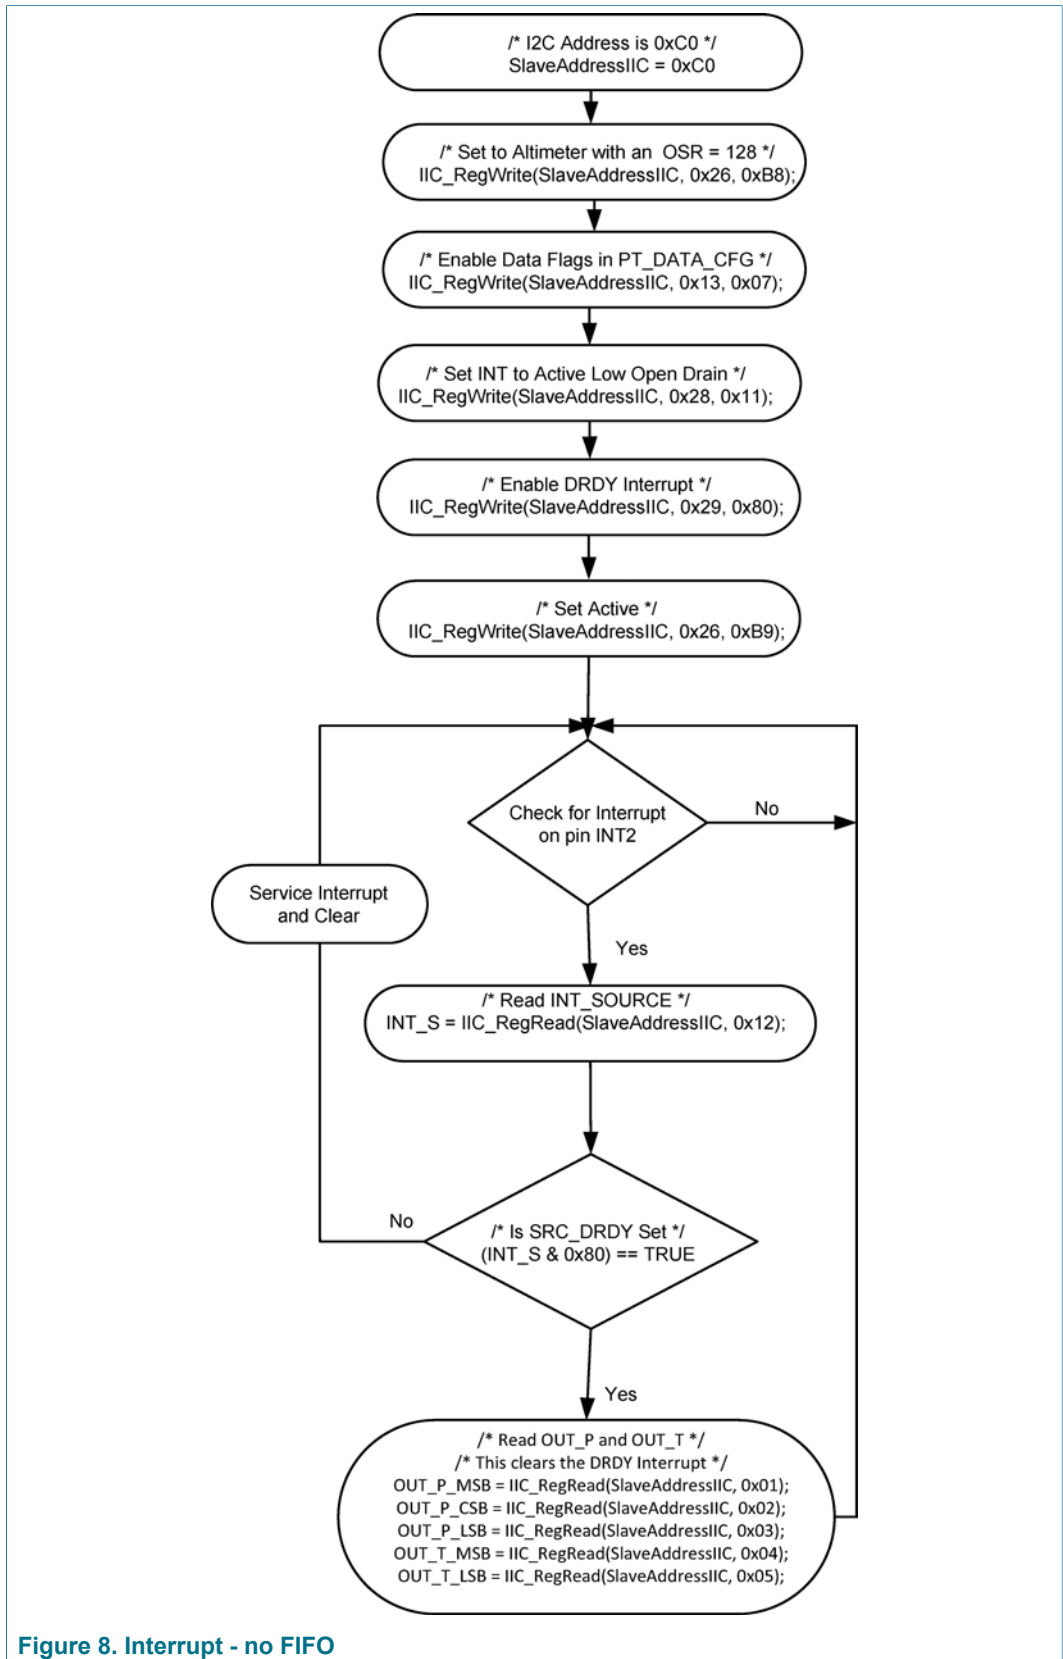 /* I2C Address is 0xC0 */
SlaveAddressIIC = 0xC0
/* Set to Altimeter with an OSR = 128 */
IIC_RegWrite(SlaveAddressIIC, 0x26, 0xB8);
/* Enable Data Flags in PT_DATA_CFG */
IIC_RegWrite(SlaveAddressIIC, 0x13, 0x07);
/* Set INT to Active Low Open Drain */
IIC_RegWrite(SlaveAddressIIC, 0x28, 0x11);
/* Enable DRDY Interrupt */
IIC_RegWrite(SlaveAddressIIC, 0x29, 0x80);
/* Set Active */
IIC_RegWrite(SlaveAddressIIC, 0x26, 0xB9);
Check for Interrupt
on pin INT2
No
Service Interrupt
and Clear
Yes
/* Read INT_SOURCE */
INT_S = IIC_RegRead(SlaveAddressIIC, 0x12);
No
/* Is SRC_DRDY Set */
(INT_S & 0x80) == TRUE
Yes
/* Read OUT_P and OUT_T */
/* This clears the DRDY Interrupt */
OUT_P_MSB = IIC_RegRead(SlaveAddressIIC, 0x01);
OUT_P_CSB = IIC_RegRead(SlaveAddressIIC, 0x02);
OUT_P_LSB = IIC_RegRead(SlaveAddressIIC, 0x03);
OUT_T_MSB = IIC_RegRead(SlaveAddressIIC, 0x04);
OUT_T_LSB = IIC_RegRead(SlaveAddressIIC, 0x05);
Figure 8. Interrupt - no FIFO